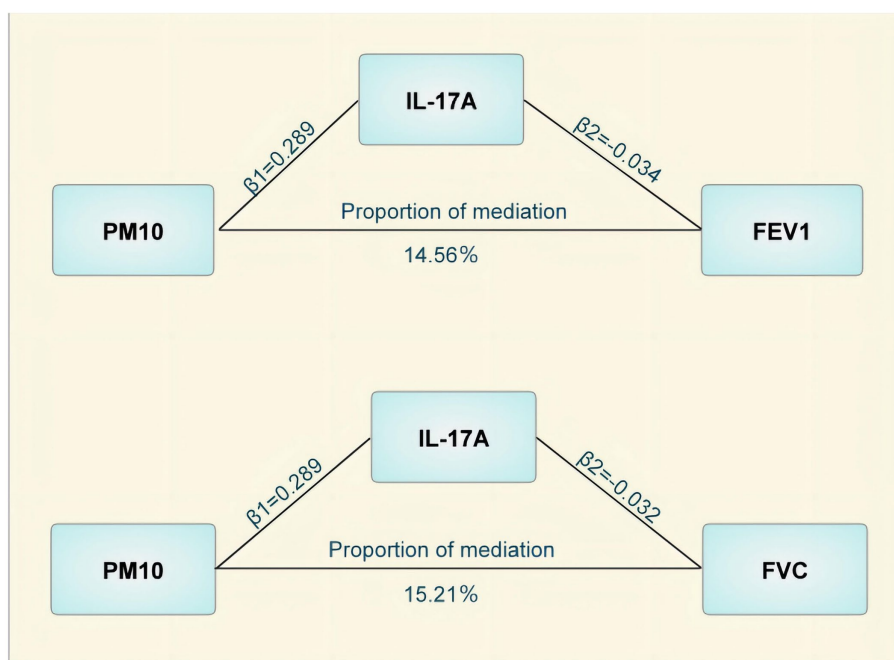 IL-17A
β1=0.289
β2=-0.034
PM10
Proportion of mediation
FEV1
14.56%
IL-17A
β1=0.289
β2=-0.032
PM10
Proportion of mediation
FVC
15.21%